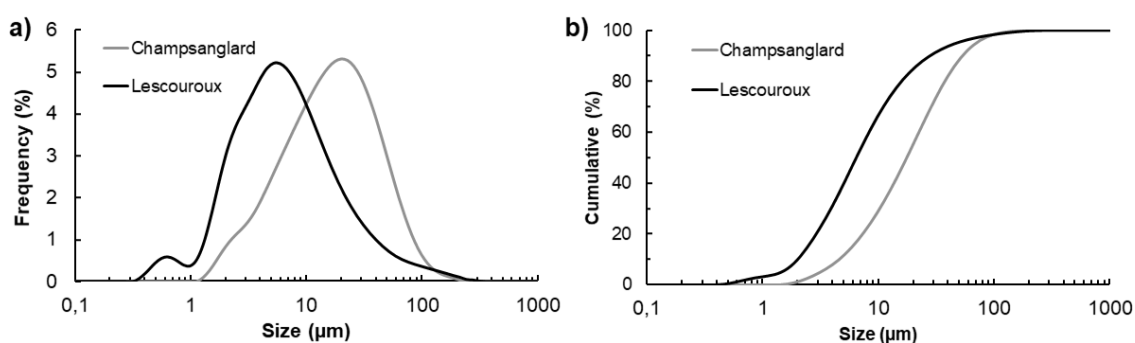 a)
Frequency (%)
6
5
4
3
2
1
0
Champsanglard
Lescouroux
0,1
1
10
100
1000
Size (µm)
b)
Cumulative (%)
100
80
60
40
20
0
Champsanglard
Lescouroux
0,1
1
10
100
1000
Size (µm)